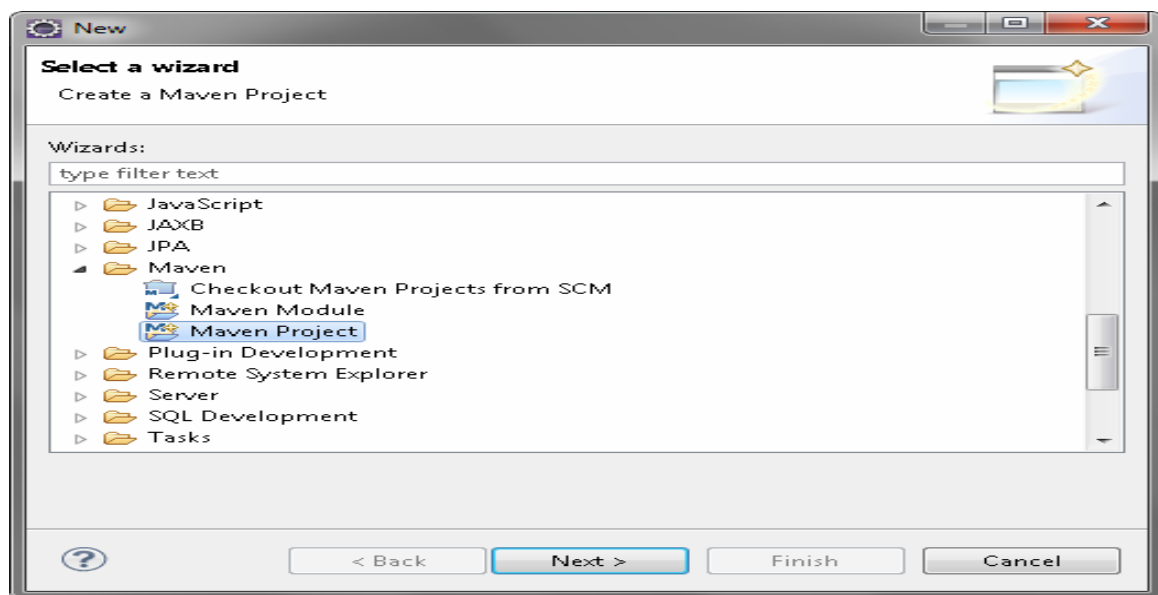 New
Select a wizard
Create a Maven Project
Wizards:
type filter text
JavaScript
JAXB
JPA
Maven
Checkout Maven Projects from SCM
Maven Module
Maven Project
Plug-in Development
Remote System Explorer
Server
SQL Development
Tasks
? < Back Next > Finish Cancel